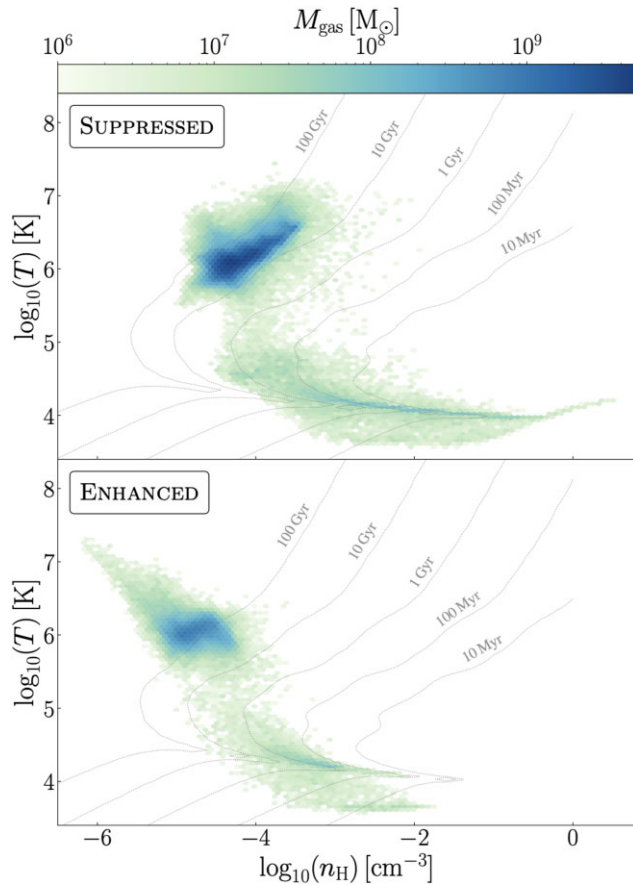 M_gas [M_⊙]
10^6 10^7 10^8 10^9
SUPPRESSED
100 Gyr
10 Gyr
1 Gyr
100 Myr
10 Myr
8
7
6
5
4
log_10(T) [K]
ENHANCED
100 Gyr
10 Gyr
1 Gyr
100 Myr
10 Myr
8
7
6
5
4
log_10(T) [K]
−6 −4 −2 0
log_10(n_H) [cm^−3]